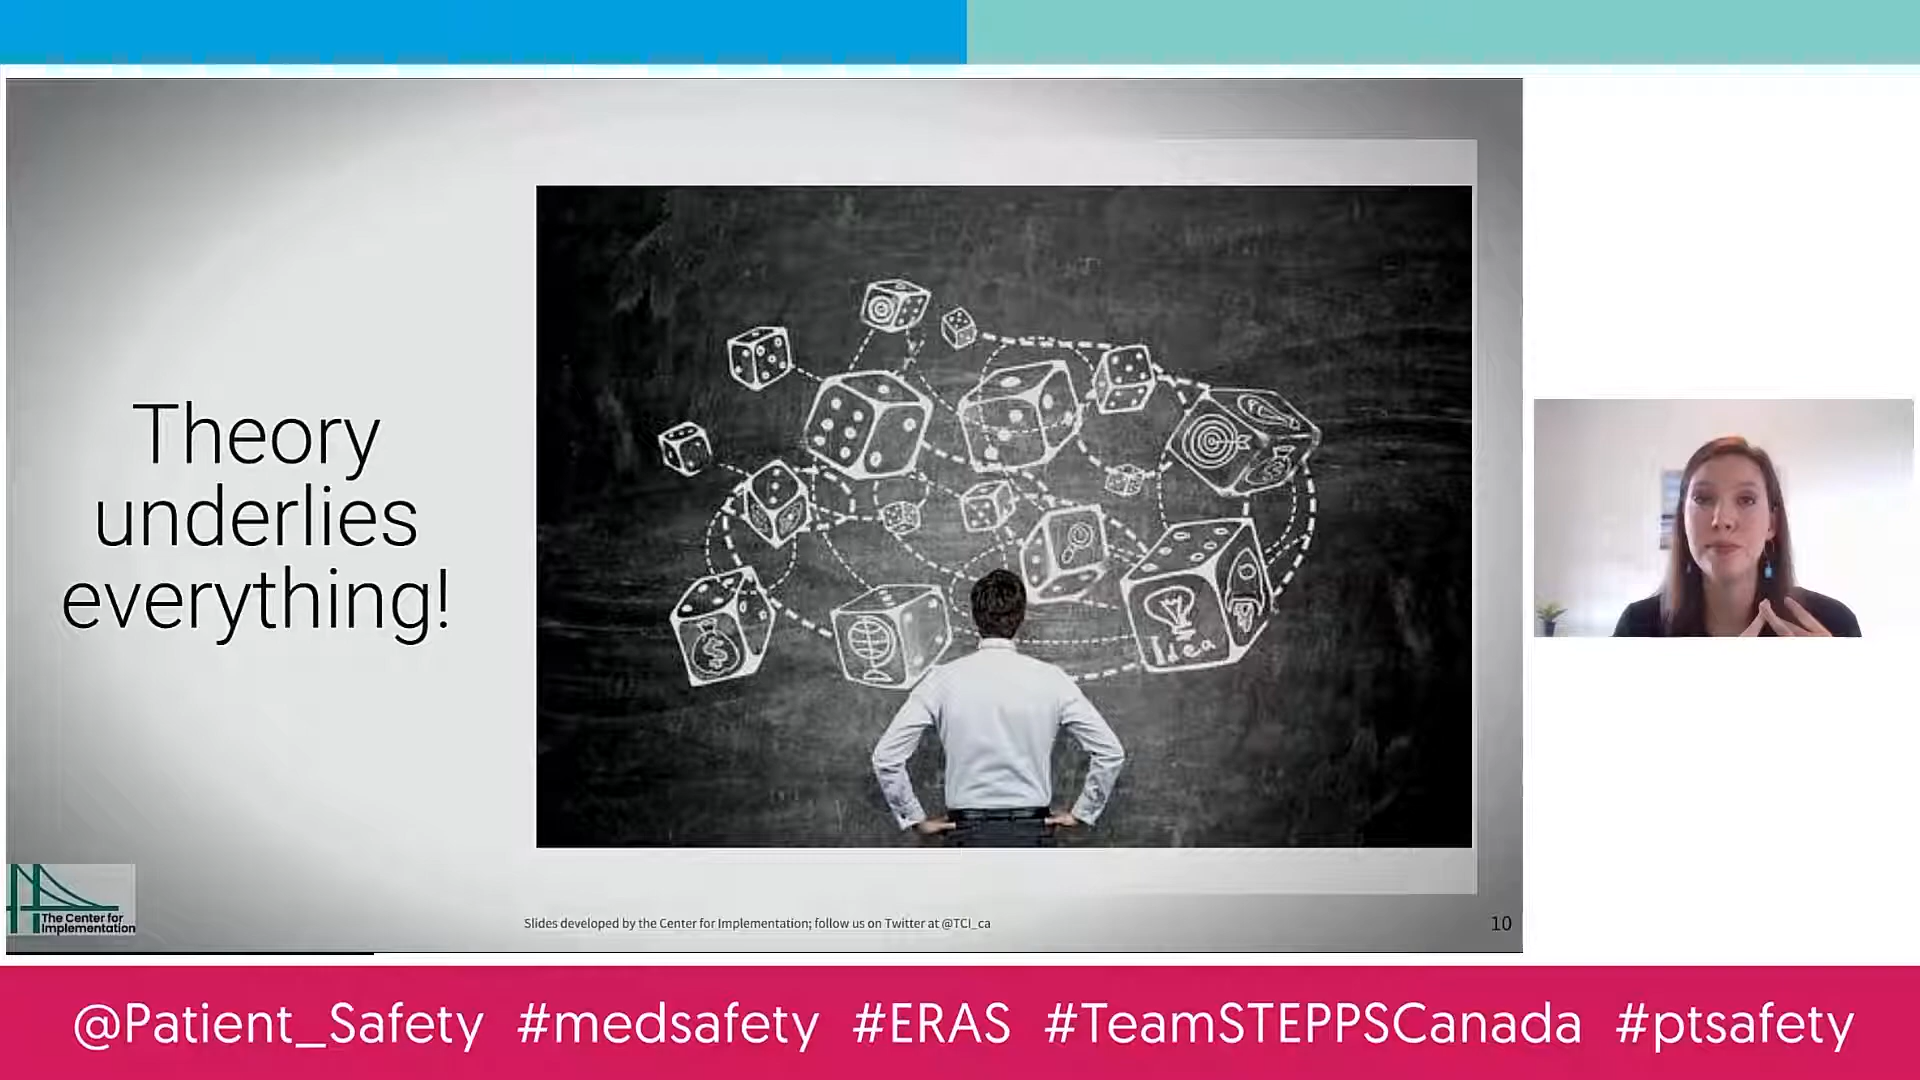 Theory
underlies
everything!
Idea
The Center for
Implementation
Slides developed by the Center for Implementation; follow us on Twitter at @TCI_ca
10
@Patient_Safety #medsafety #ERAS #TeamSTEPPSCanada #ptsafety